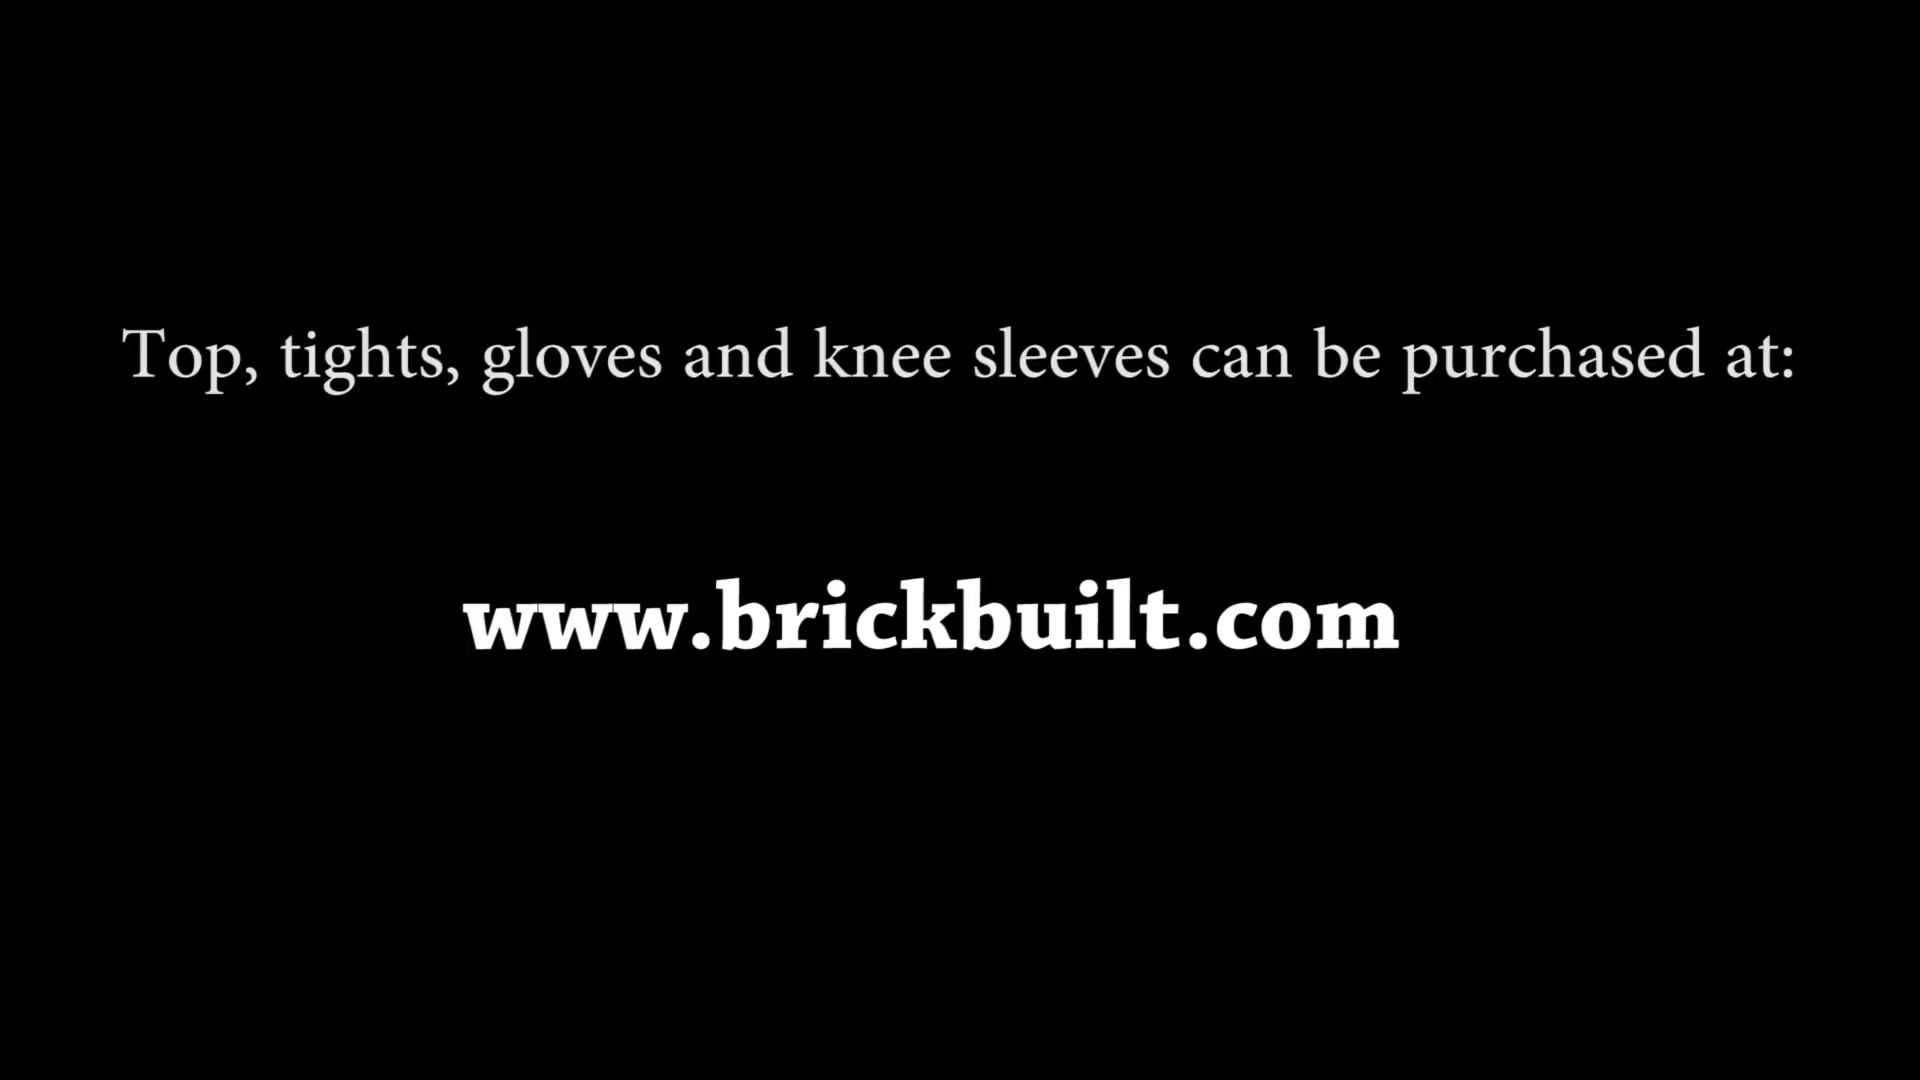 Top, tights, gloves and knee sleeves can be purchased at:
www.brickbuilt.com